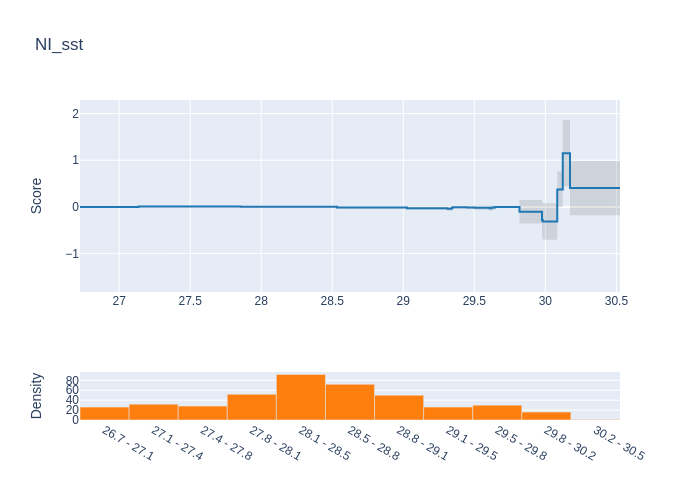 NI_sst
Score
2
1
0
−1
27
27.5
28
28.5
29
29.5
30
30.5
Density
80
60
40
20
0
26.7 - 27.1
27.1 - 27.4
27.4 - 27.8
27.8 - 28.1
28.1 - 28.5
28.5 - 28.8
28.8 - 29.1
29.1 - 29.5
29.5 - 29.8
29.8 - 30.2
30.2 - 30.5